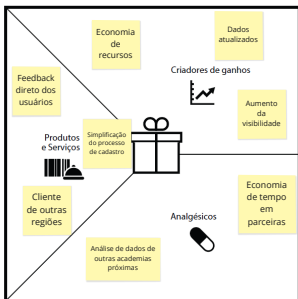 Economia
de
recursos
Dados
atualizados
Criadores de ganhos
Feedback
direto dos
usuários
Aumento
da
visibilidade
Produtos
e Serviços
Simplificação
do processo
de cadastro
Cliente
de outras
regiões
Economia
de tempo
em
parceiras
Analgésicos
Análise de dados de
outras academias
próximas